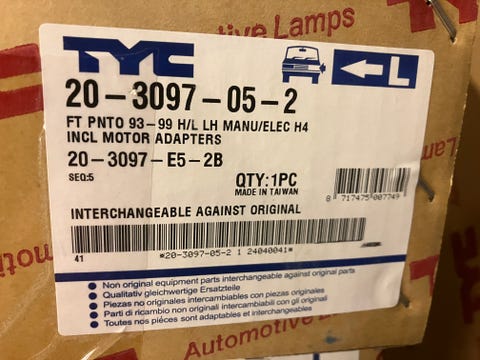 Automotive Lamps
TYC
L
20-3097-05-2
FT PNTO 93-99 H/L LH MANU/ELEC H4
INCL MOTOR ADAPTERS
20-3097-E5-2B
SEQ:5
QTY:1PC
MADE IN TAIWAN
8 717475 007749
INTERCHANGEABLE AGAINST ORIGINAL
41
*20-3097-05-2 1 24040041*
Non original equipment parts interchangeable against original parts
Qualitativ gleichwertige Ersatzteile
Piezas no originales intercambiables con piezas originales
Parti di ricambio non originali intercambiabili con gli originali
Toutes nos pièces sont adaptables et interchangeables
Automotive Lamps